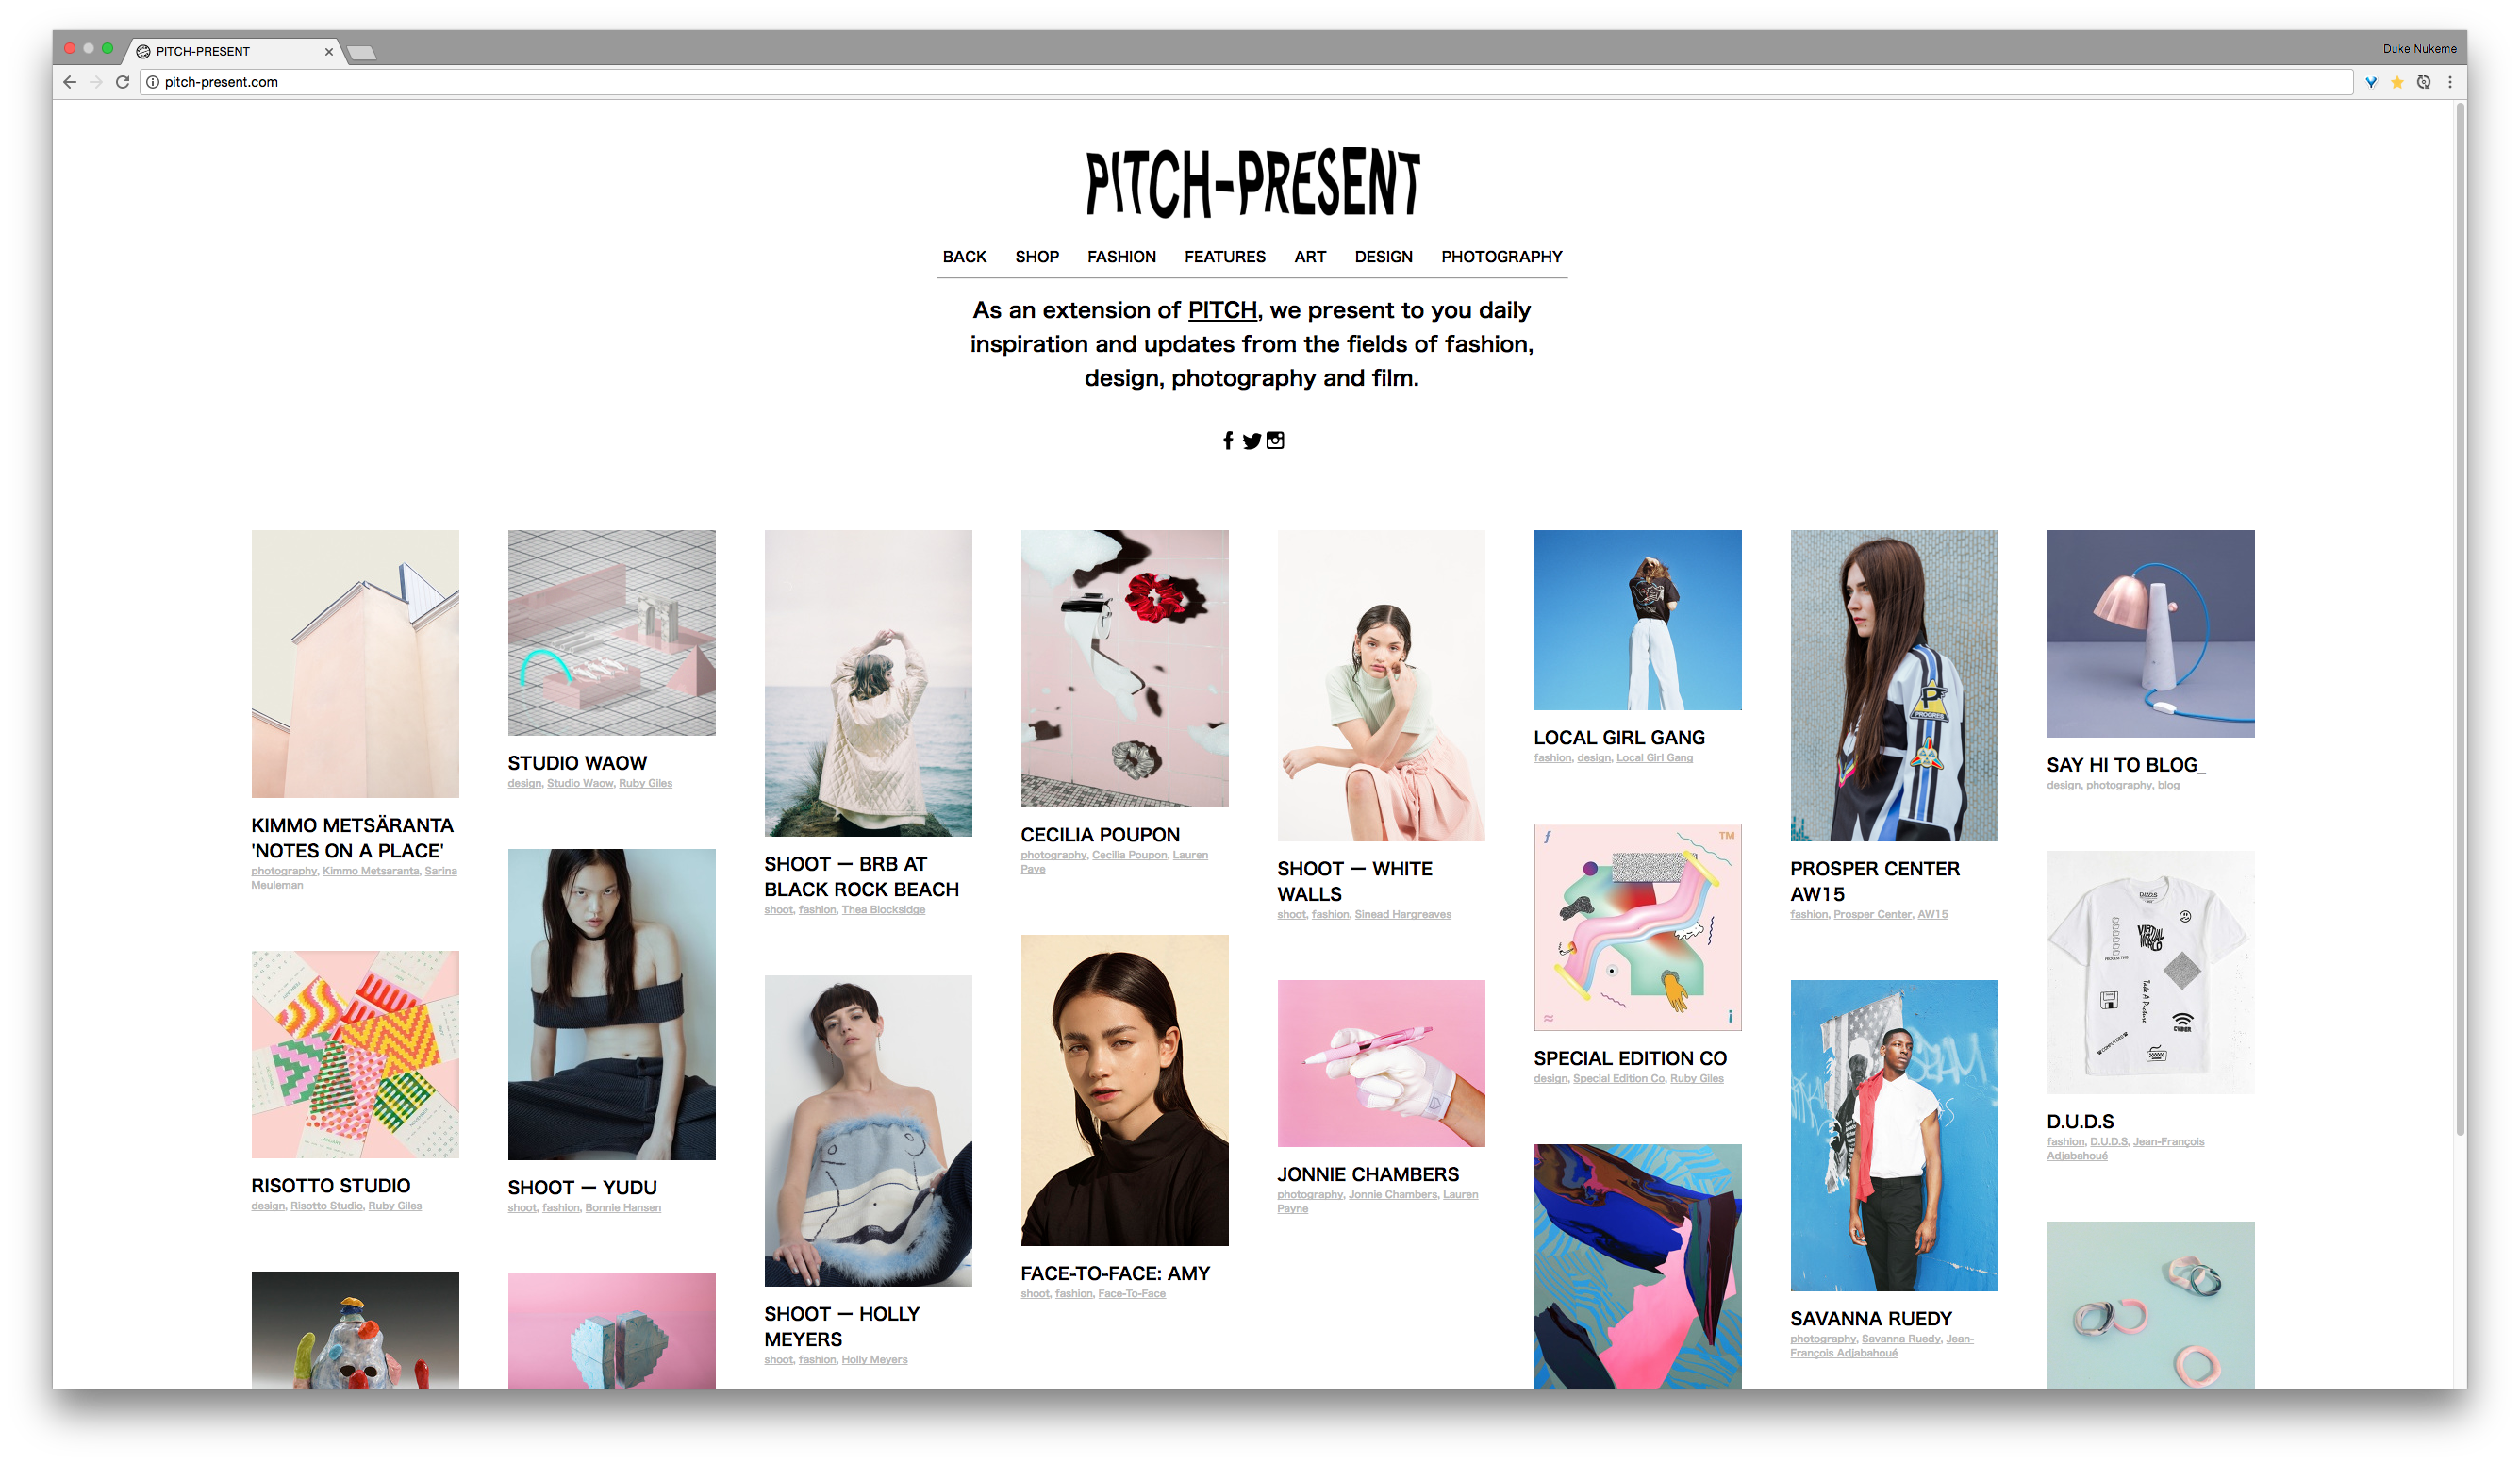 PITCH-PRESENT
Duke Nukeme
pitch-present.com
PITCH-PRESENT
BACK SHOP FASHION FEATURES ART DESIGN PHOTOGRAPHY
As an extension of PITCH, we present to you daily
inspiration and updates from the fields of fashion,
design, photography and film.
KIMMO METSÄRANTA
'NOTES ON A PLACE'
photography, Kimmo Metsaranta, Sarina
Meuleman
RISOTTO STUDIO
design, Risotto Studio, Ruby Giles
STUDIO WAOW
design, Studio Waow, Ruby Giles
SHOOT — YUDU
shoot, fashion, Bonnie Hansen
SHOOT — BRB AT
BLACK ROCK BEACH
shoot, fashion, Thea Blocksidge
SHOOT — HOLLY
MEYERS
shoot, fashion, Holly Meyers
CECILIA POUPON
photography, Cecilia Poupon, Lauren
Paye
FACE-TO-FACE: AMY
shoot, fashion, Face-To-Face
SHOOT — WHITE
WALLS
shoot, fashion, Sinead Hargreaves
JONNIE CHAMBERS
photography, Jonnie Chambers, Lauren
Payne
LOCAL GIRL GANG
fashion, design, Local Girl Gang
f TM
SPECIAL EDITION CO
design, Special Edition Co, Ruby Giles
P
PROGRES
PROSPER CENTER
AW15
fashion, Prosper Center, AW15
SAVANNA RUEDY
photography, Savanna Ruedy, Jean-
François Adjabahoué
SAY HI TO BLOG_
design, photography, blog
D.U.D.S
VIRTUAL
WORLD
Take A Picture
CYBER
COMPUTERS
D.U.D.S
fashion, D.U.D.S, Jean-François
Adjabahoué